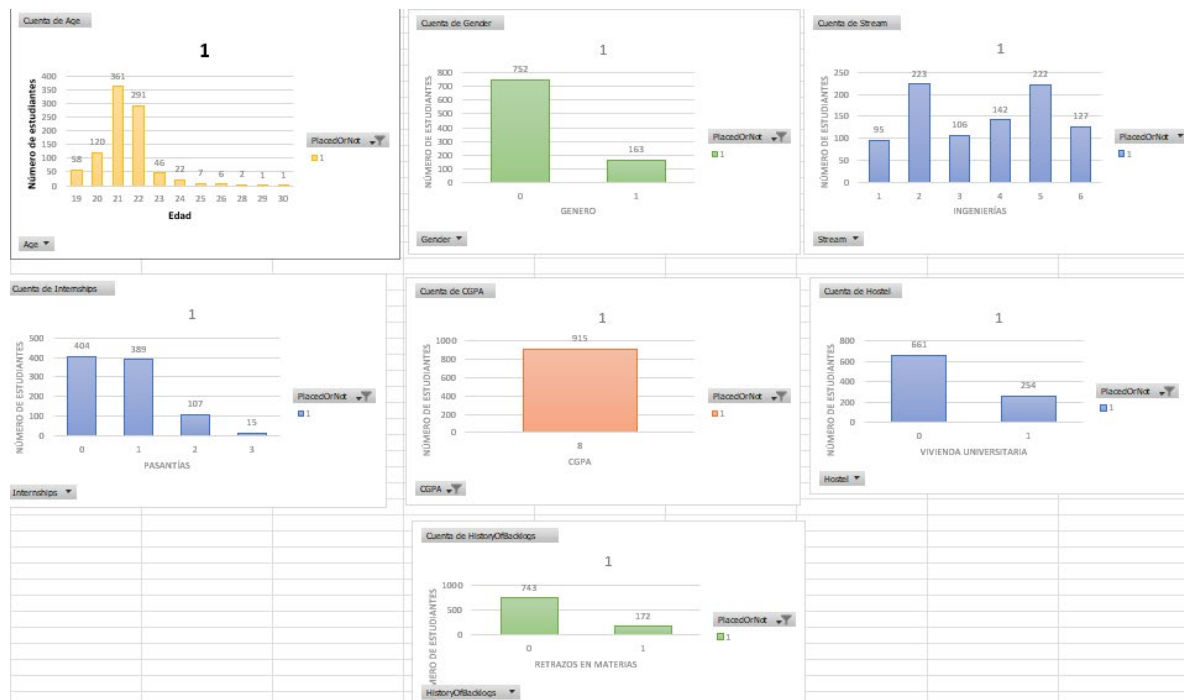 Cuenta de Age
1
Número de estudiantes
400
350
300
250
200
150
100
50
0
58
120
361
291
46
22
7
6
2
1
1
19 20 21 22 23 24 25 26 28 29 30
Edad
PlacedOrNot
1
Age
Cuenta de Gender
1
NÚMERO DE ESTUDIANTES
800
700
600
500
400
300
200
100
0
752
163
0 1
GENERO
PlacedOrNot
1
Gender
Cuenta de Stream
1
NÚMERO DE ESTUDIANTES
250
200
150
100
50
0
95
223
106
142
222
127
1 2 3 4 5 6
INGENIERÍAS
PlacedOrNot
1
Stream
Cuenta de Internships
1
NÚMERO DE ESTUDIANTES
500
400
300
200
100
0
404
389
107
15
0 1 2 3
PASANTÍAS
PlacedOrNot
1
Internships
Cuenta de CGPA
1
NÚMERO DE ESTUDIANTES
1000
800
600
400
200
0
915
8
CGPA
PlacedOrNot
1
CGPA
Cuenta de Hostel
1
NÚMERO DE ESTUDIANTES
800
600
400
200
0
661
254
0 1
VIVIENDA UNIVERSITARIA
PlacedOrNot
1
Hostel
Cuenta de HistoryOfBacklogs
1
NÚMERO DE ESTUDIANTES
1000
500
0
743
172
0 1
RETRAZOS EN MATERIAS
PlacedOrNot
1
HistoryOfBacklogs